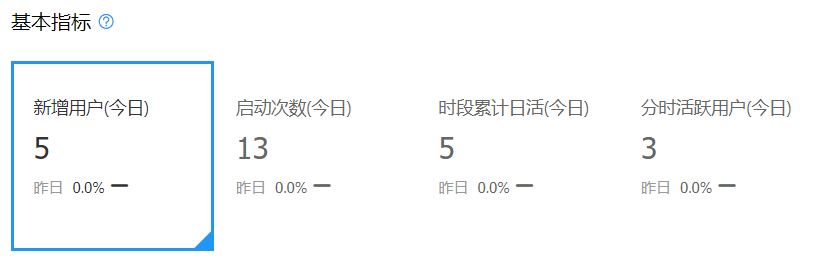 基本指标
新增用户(今日) 启动次数(今日) 时段累计日活(今日) 分时活跃用户(今日)
5 13 5 3
昨日 0.0% 昨日 0.0% 昨日 0.0% 昨日 0.0%